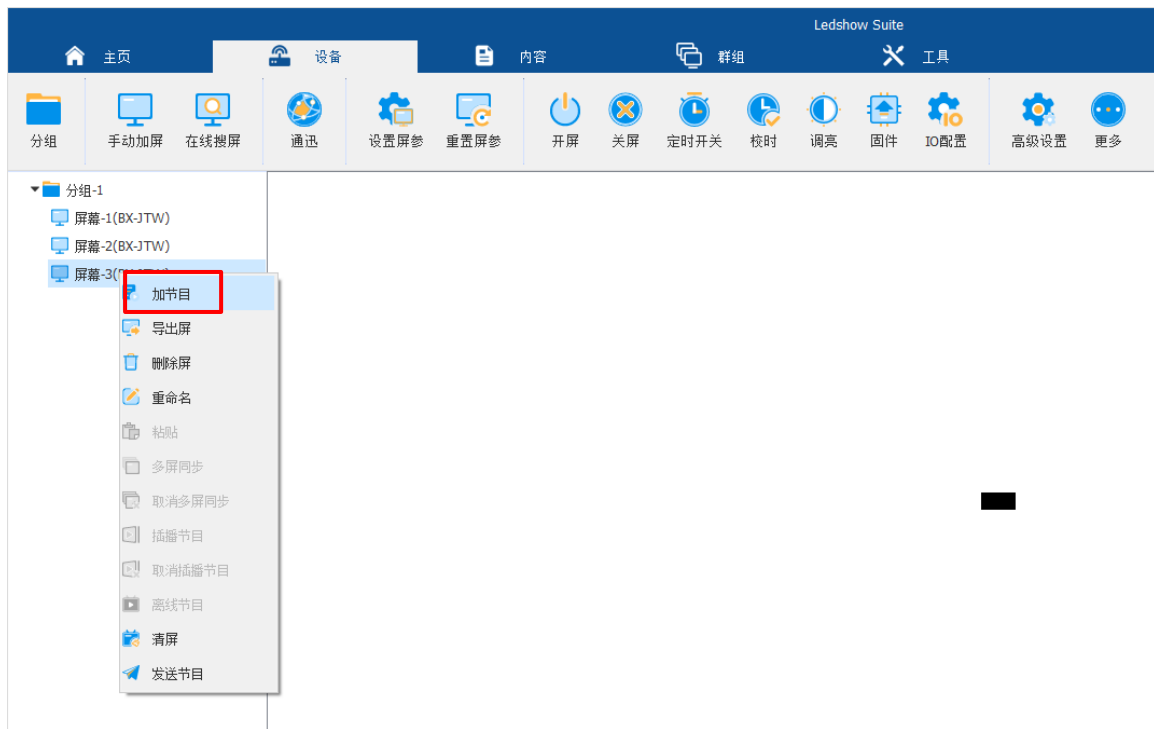 Ledshow Suite
主页 设备 内容 群组 工具
分组 手动加屏 在线搜屏 通迅 设置屏参 重置屏参 开屏 关屏 定时开关 校时 调亮 固件 IO配置 高级设置 更多
分组-1
屏幕-1(BX-JTW)
屏幕-2(BX-JTW)
屏幕-3(
加节目
导出屏
删除屏
重命名
粘贴
多屏同步
取消多屏同步
插播节目
取消插播节目
离线节目
清屏
发送节目